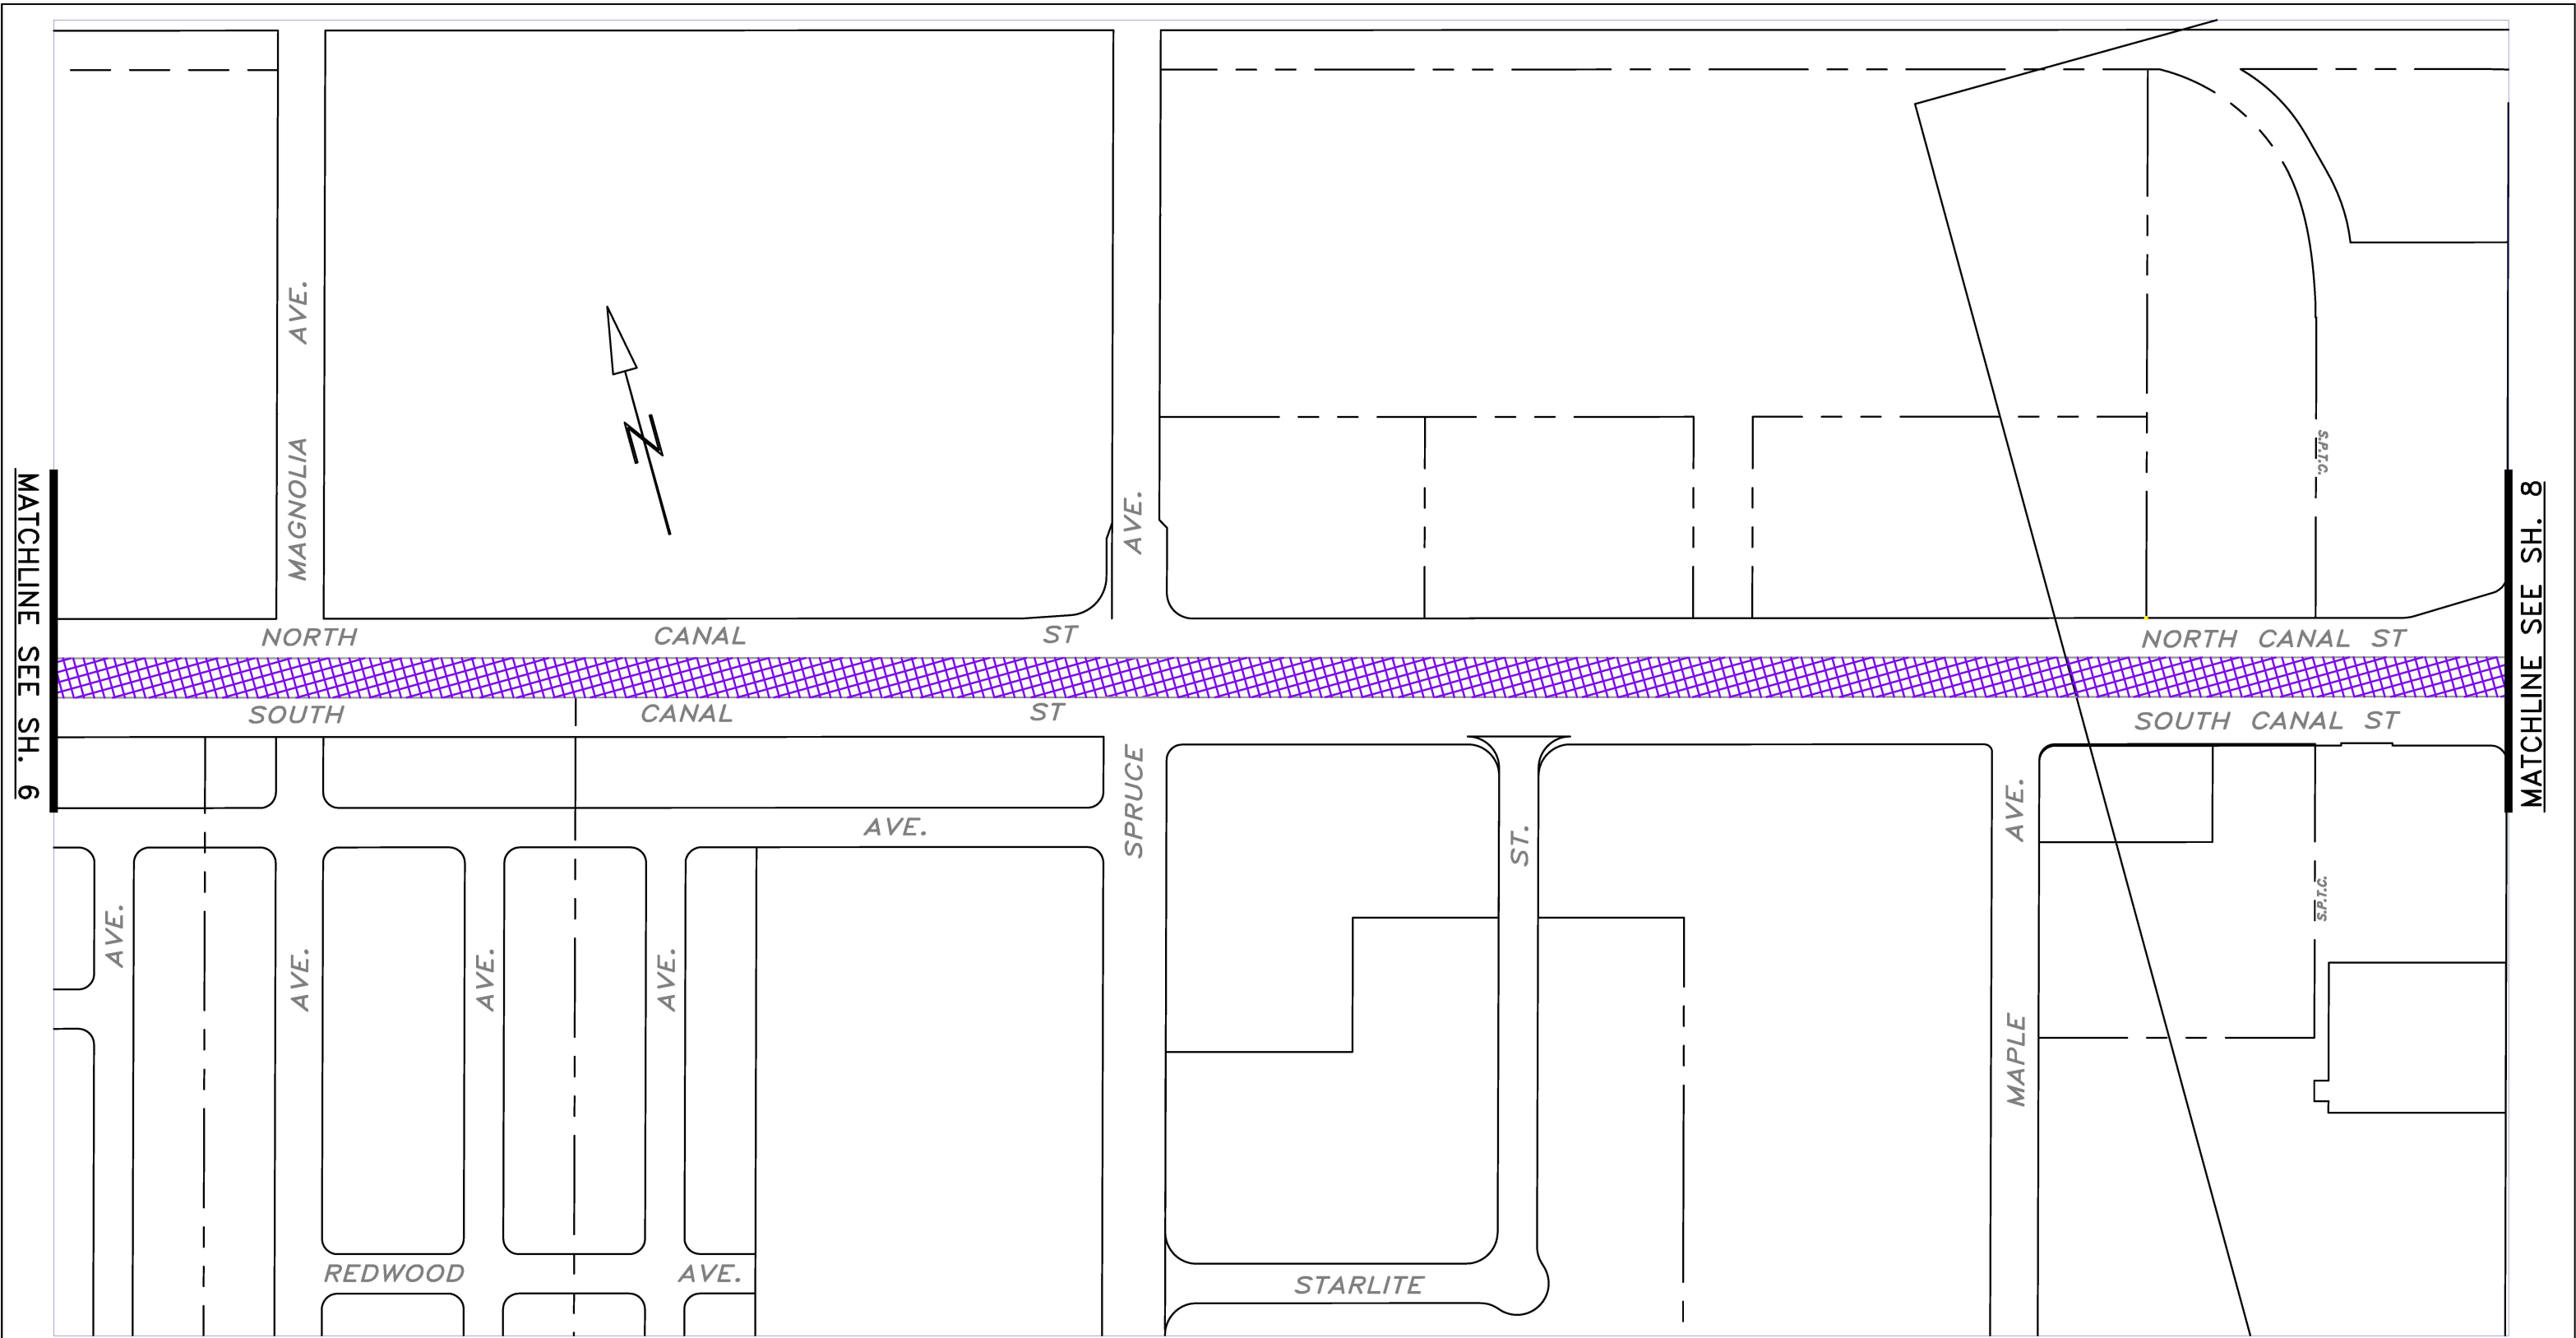 MAGNOLIA AVE.
AVE.
S.P.T.C.
MATCHLINE SEE SH. 6
MATCHLINE SEE SH. 8
N
NORTH CANAL ST
NORTH CANAL ST
SOUTH CANAL ST
SOUTH CANAL ST
SPRUCE
AVE.
ST.
AVE.
MAPLE
S.P.T.C.
AVE.
AVE.
AVE.
AVE.
REDWOOD AVE.
STARLITE